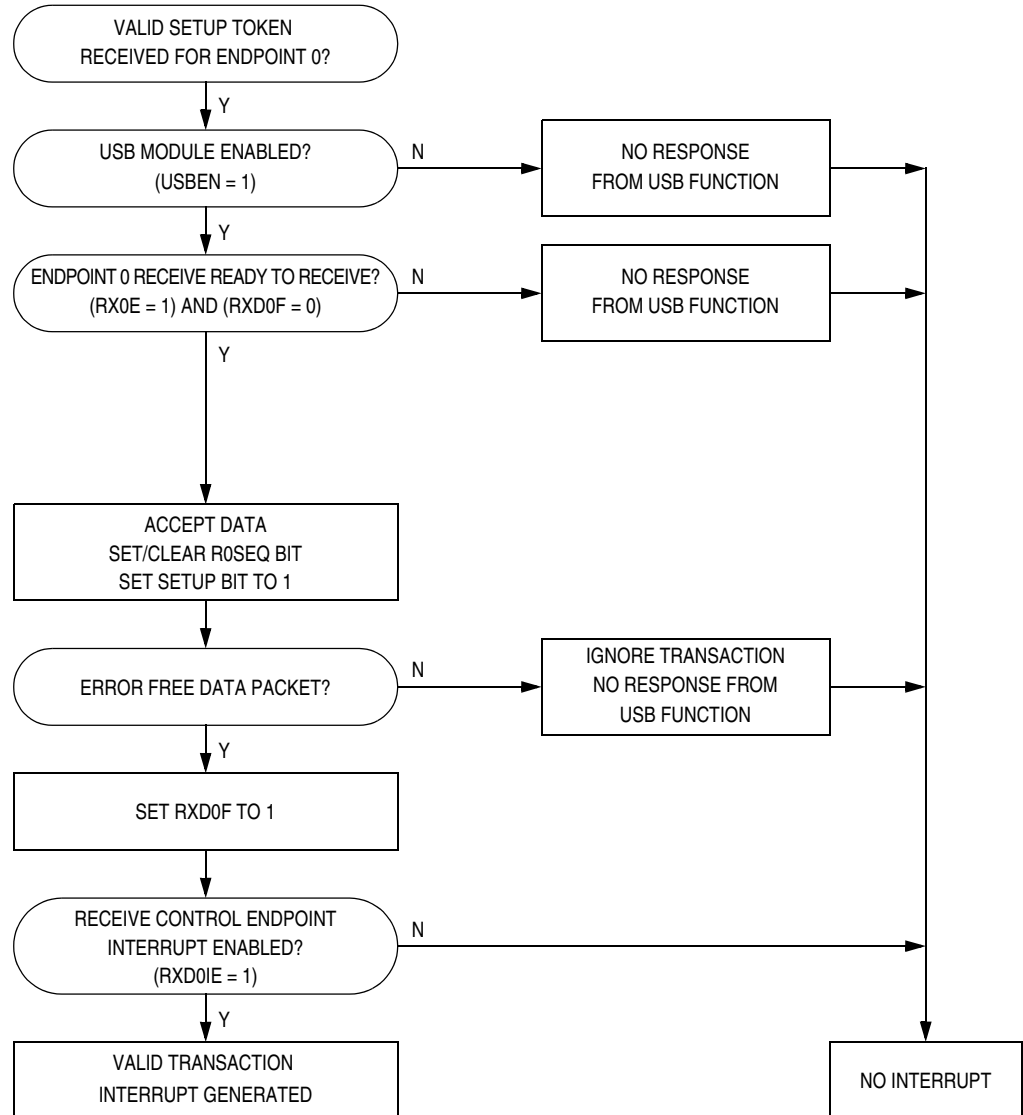 VALID SETUP TOKEN
RECEIVED FOR ENDPOINT 0?
Y
USB MODULE ENABLED?
(USBEN = 1)
N
NO RESPONSE
FROM USB FUNCTION
Y
ENDPOINT 0 RECEIVE READY TO RECEIVE?
(RX0E = 1) AND (RXD0F = 0)
N
NO RESPONSE
FROM USB FUNCTION
Y
ACCEPT DATA
SET/CLEAR R0SEQ BIT
SET SETUP BIT TO 1
ERROR FREE DATA PACKET?
N
IGNORE TRANSACTION
NO RESPONSE FROM
USB FUNCTION
Y
SET RXD0F TO 1
RECEIVE CONTROL ENDPOINT
INTERRUPT ENABLED?
(RXD0IE = 1)
N
Y
VALID TRANSACTION
INTERRUPT GENERATED
NO INTERRUPT